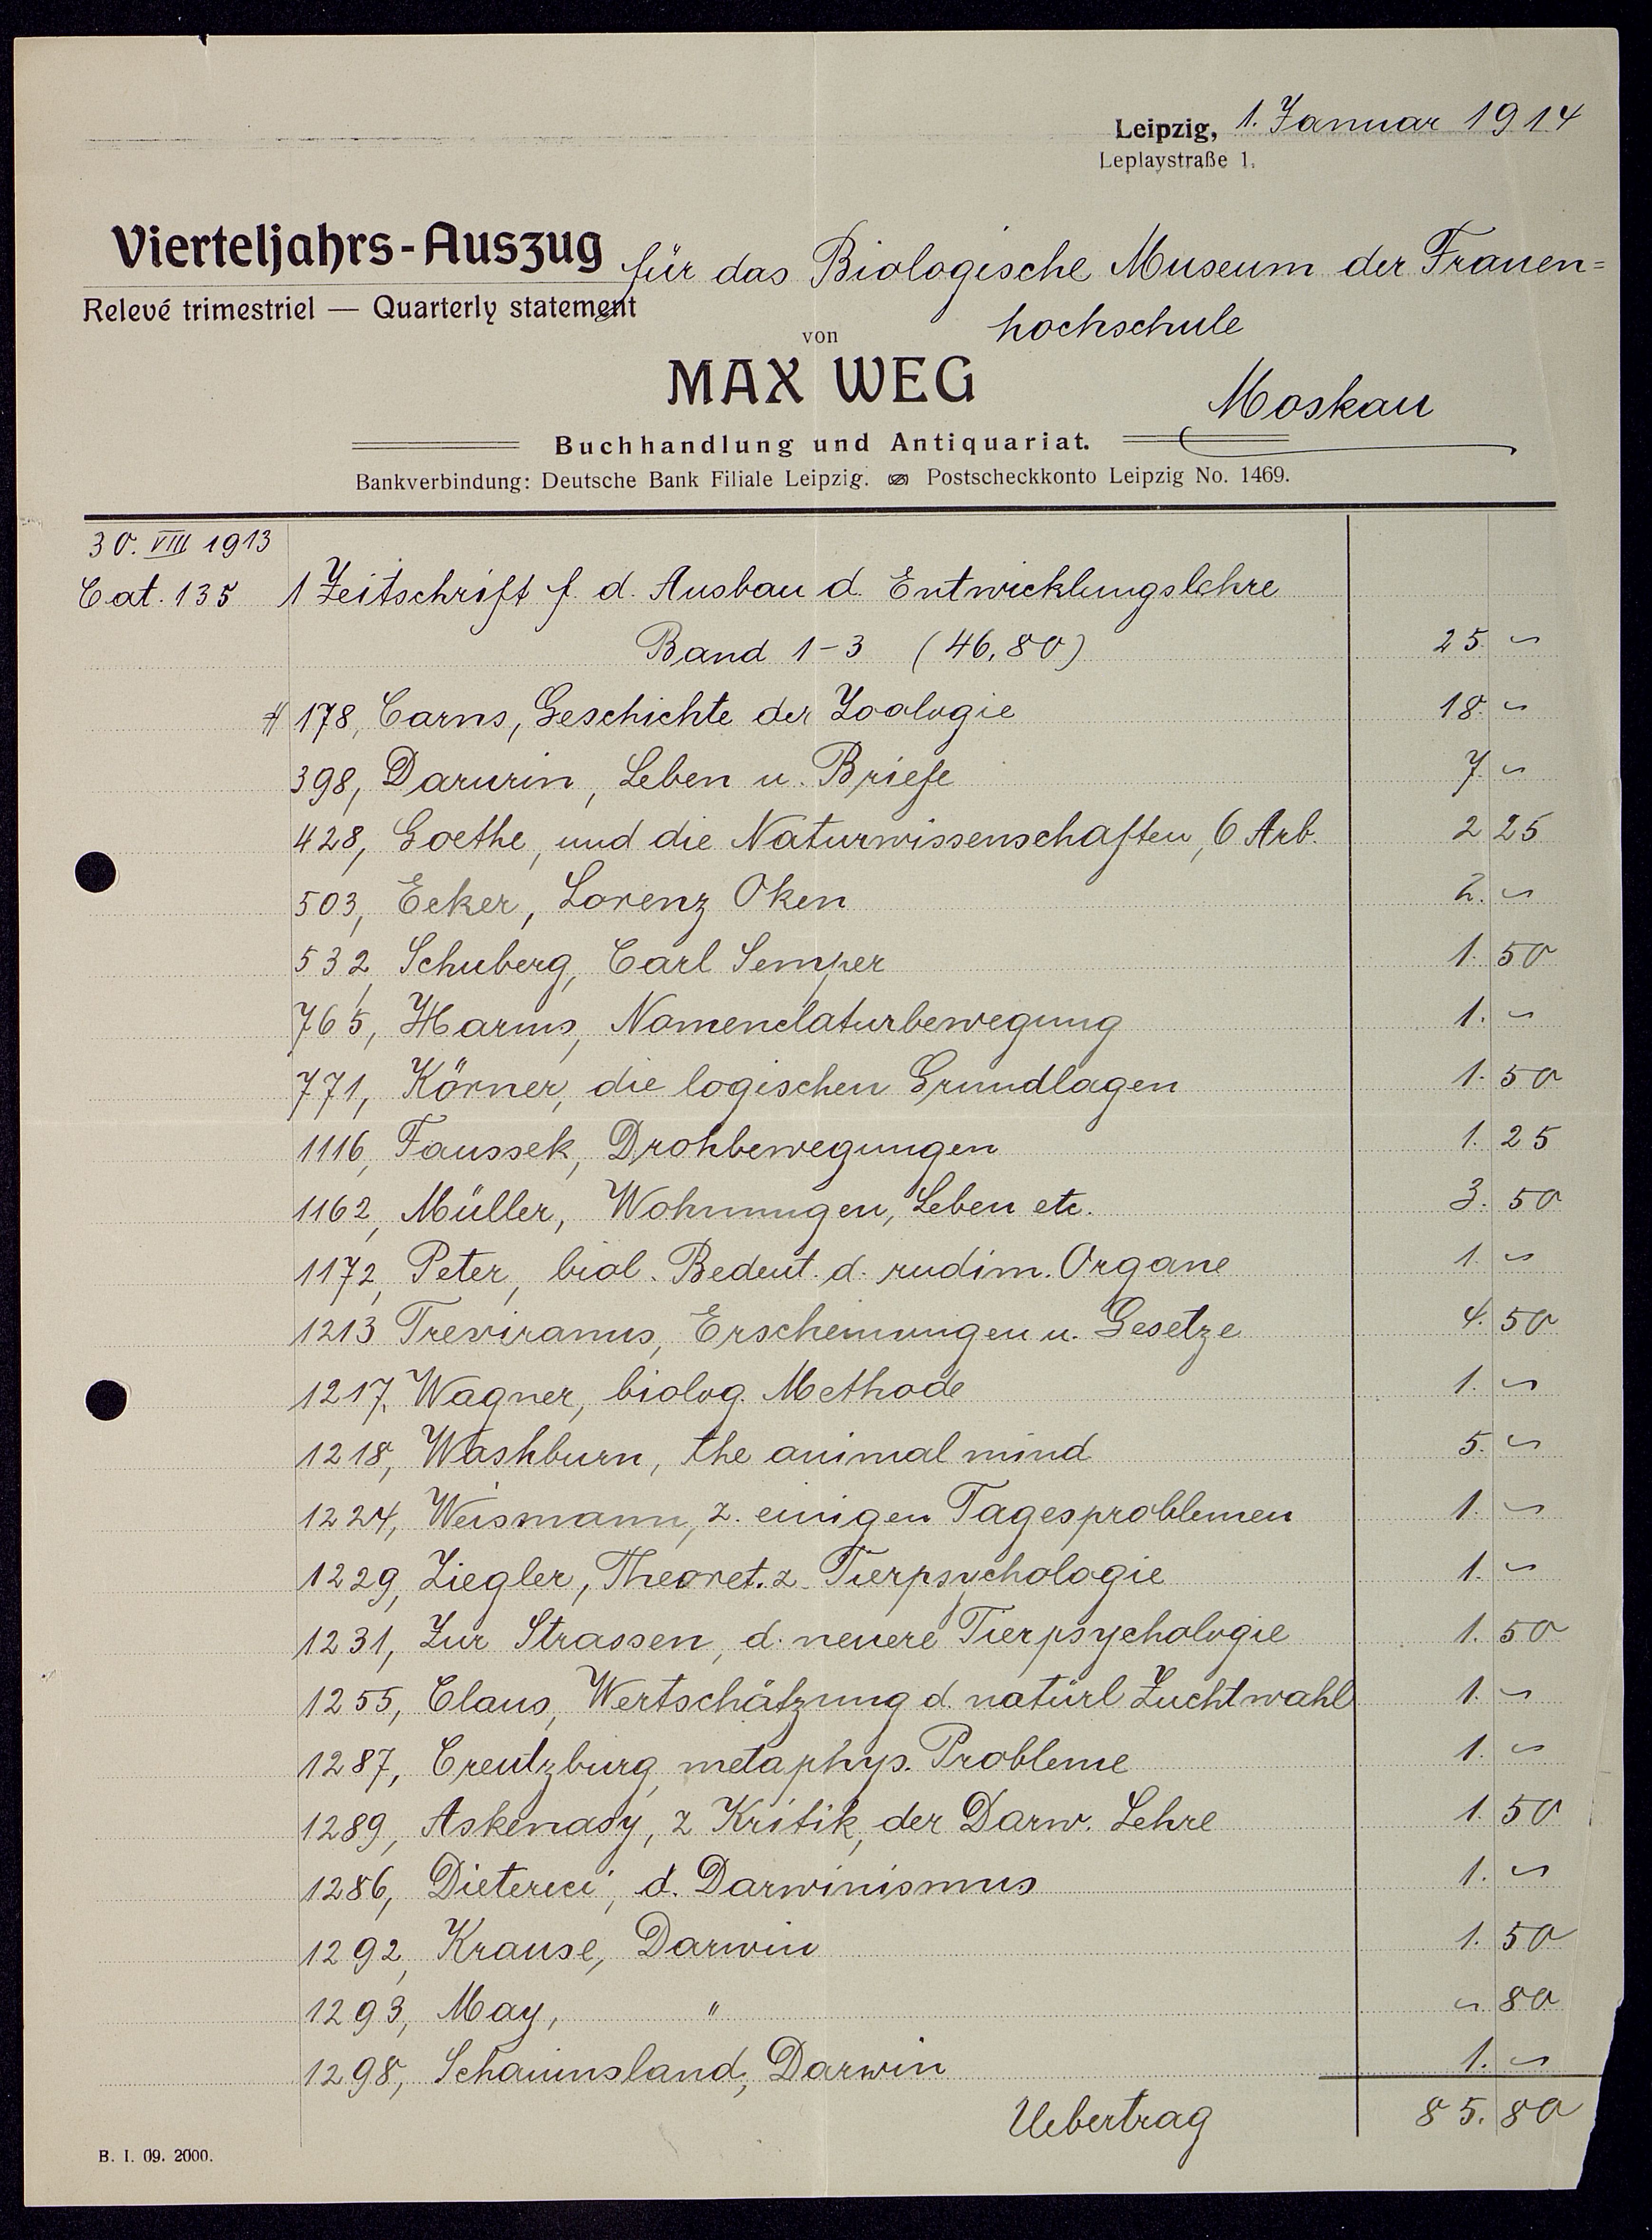 Leipzig, 1. Januar 1914
Leplaystraße 1.
Vierteljahrs-Auszug für das Biologische Museum der Frauen=
Relevé trimestriel — Quarterly statement
hochschule
von
MAX WEG
Moskau
Buchhandlung und Antiquariat.
Bankverbindung: Deutsche Bank Filiale Leipzig. Postscheckkonto Leipzig No. 1469.
30. VIII 1913
Cat. 135 1 Zeitschrift f. d. Ausbau d. Entwicklungslehre
Band 1-3 (46,80) 25 ~
# 178, Carus, Geschichte der Zoologie 18. ~
398, Darwin, Leben u. Briefe 7. ~
428, Goethe, und die Naturwissenschaften, 6 Arb. 2 25
503, Ecker, Lorenz Oken 2. ~
532, Schuberg, Carl Semper 1. 50
765, Harms, Nomenclaturbewegung 1. ~
771, Körner, die logischen Grundlagen 1. 50
1116, Faussek, Drohbewegungen 1. 25
1162, Müller, Wohnungen, Leben etc. 3. 50
1172, Peter, biol. Bedeut. d. rudim. Organe 1. ~
1213 Treviranus, Erscheinungen u. Gesetze 4. 50
1217, Wagner, biolog. Methode 1. ~
1218, Washburn, the animal mind 5. ~
1224, Weismann, z. einigen Tagesproblemen 1. ~
1229, Ziegler, Theoret. z. Tierpsychologie 1. ~
1231, Zur Strassen, d. neuere Tierpsychologie 1. 50
1255, Claus, Wertschätzung d. natürl Zuchtwahl 1. ~
1287, Creutzburg, metaphys. Probleme 1. ~
1289, Askenasy, z Kritik, der Darw. Lehre 1. 50
1286, Dieterici, d. Darwinismus 1. ~
1292, Krause, Darwin 1. 50
1293, May, " ~ 80
1298, Schauinsland, Darwin 1. ~
Uebertrag 85. 80
B. I. 09. 2000.